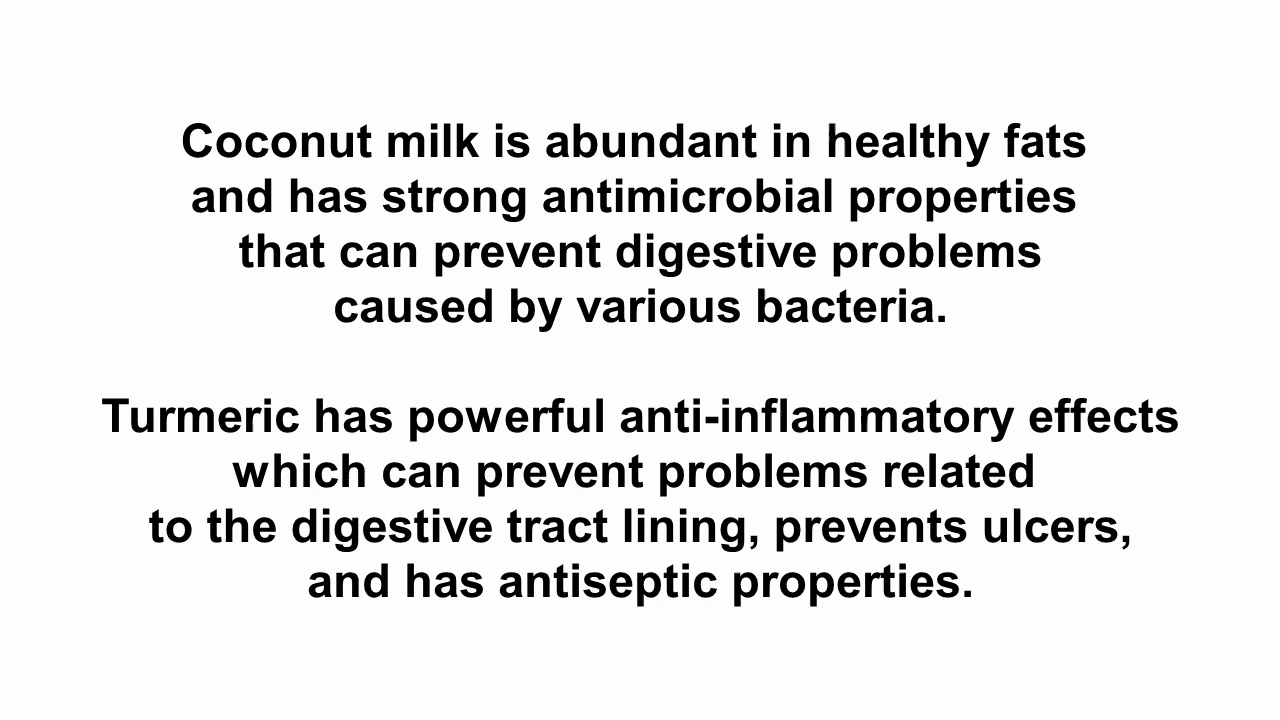 Coconut milk is abundant in healthy fats
and has strong antimicrobial properties
that can prevent digestive problems
caused by various bacteria.
Turmeric has powerful anti-inflammatory effects
which can prevent problems related
to the digestive tract lining, prevents ulcers,
and has antiseptic properties.